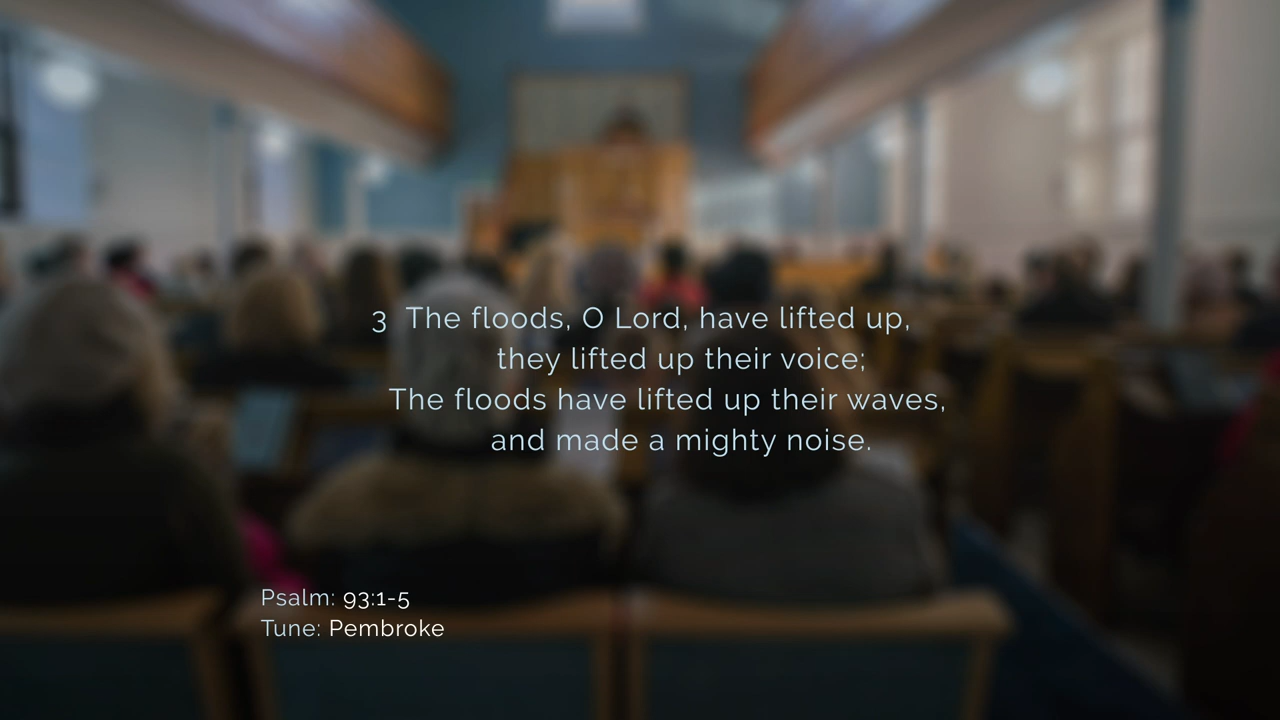 3 The floods, O Lord, have lifted up,
they lifted up their voice;
The floods have lifted up their waves,
and made a mighty noise.
Psalm: 93:1-5
Tune: Pembroke